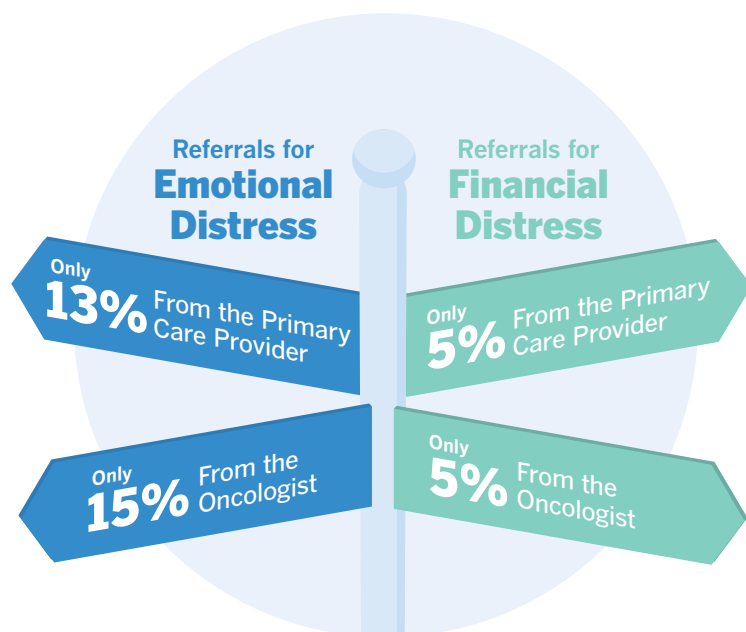 Referrals for
Emotional
Distress
Only
13% From the Primary
Care Provider
Only
15% From the
Oncologist
Referrals for
Financial
Distress
Only
5% From the Primary
Care Provider
Only
5% From the
Oncologist